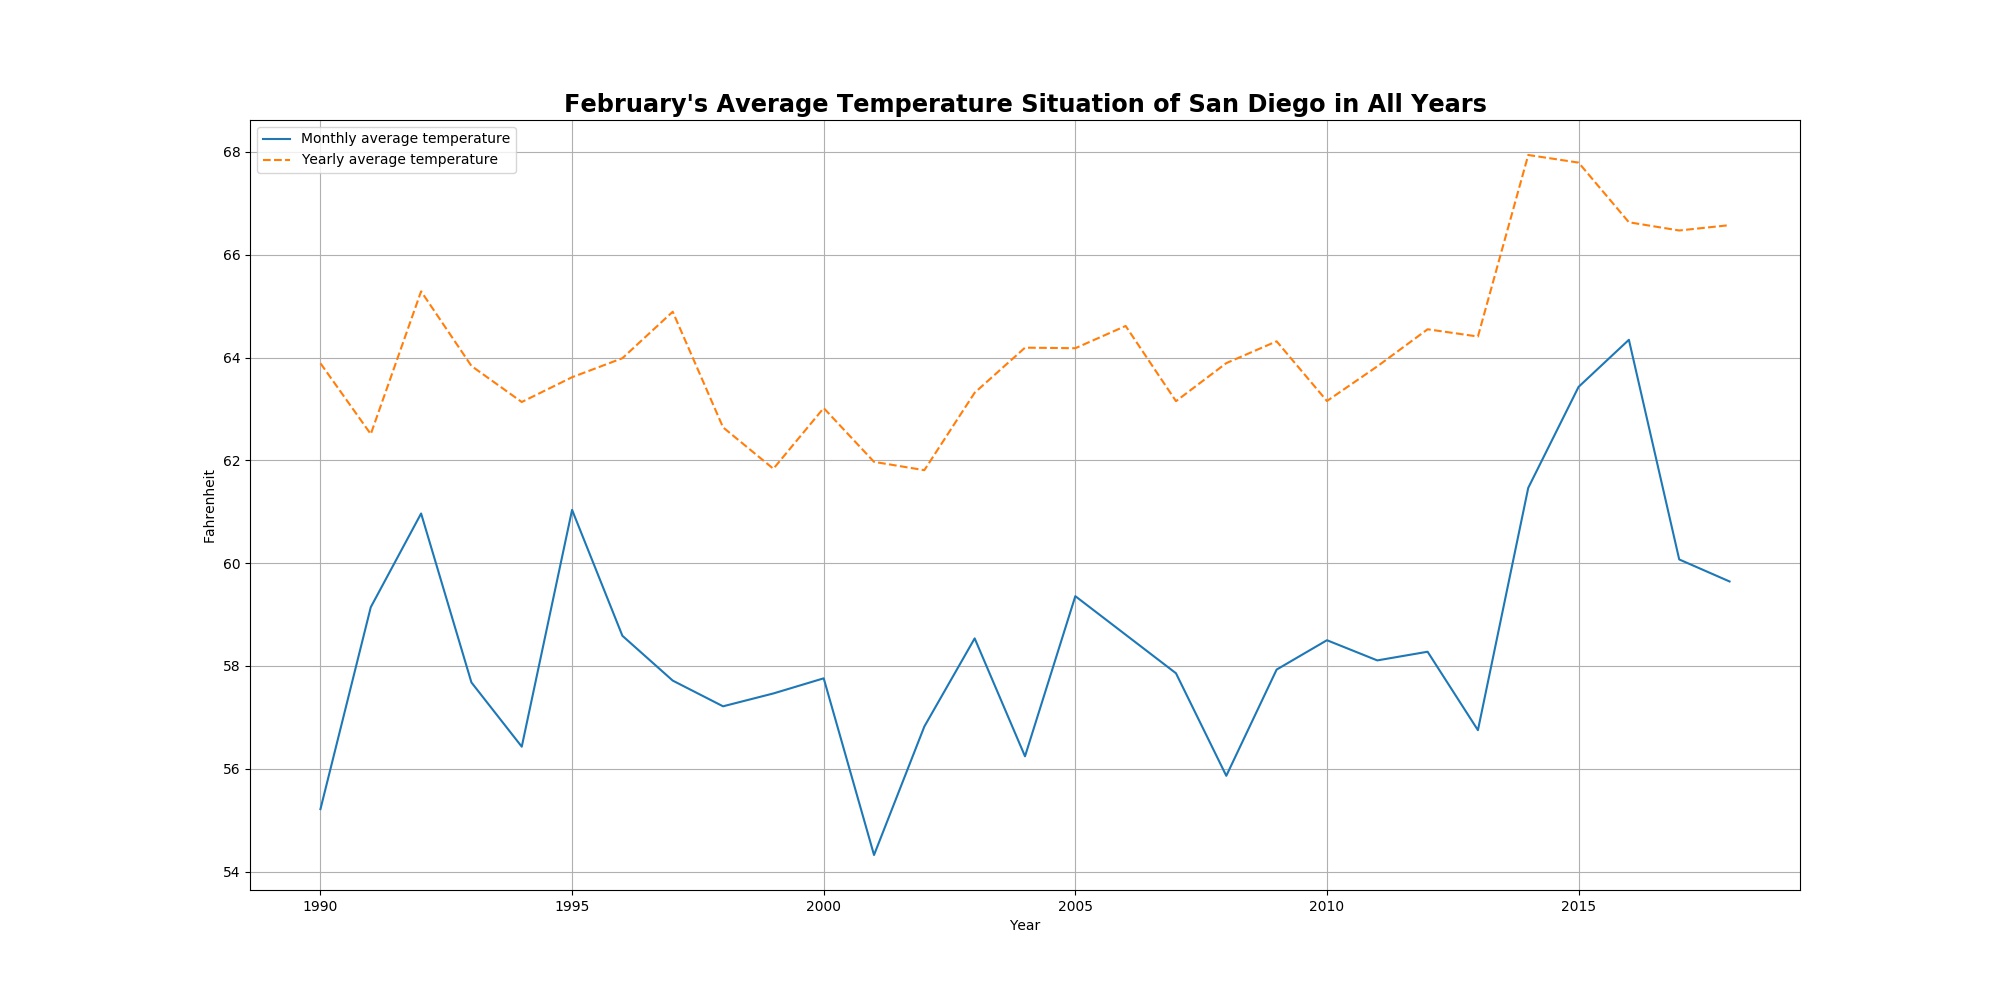 February's Average Temperature Situation of San Diego in All Years
Monthly average temperature
Yearly average temperature
68
66
64
62
60
58
56
54
Fahrenheit
1990 1995 2000 2005 2010 2015
Year